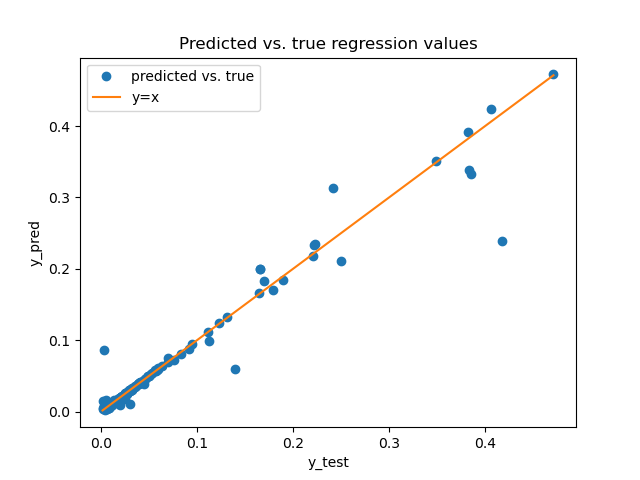 Predicted vs. true regression values
predicted vs. true
y=x
y_pred
0.4
0.3
0.2
0.1
0.0
0.0
0.1
0.2
0.3
0.4
y_test